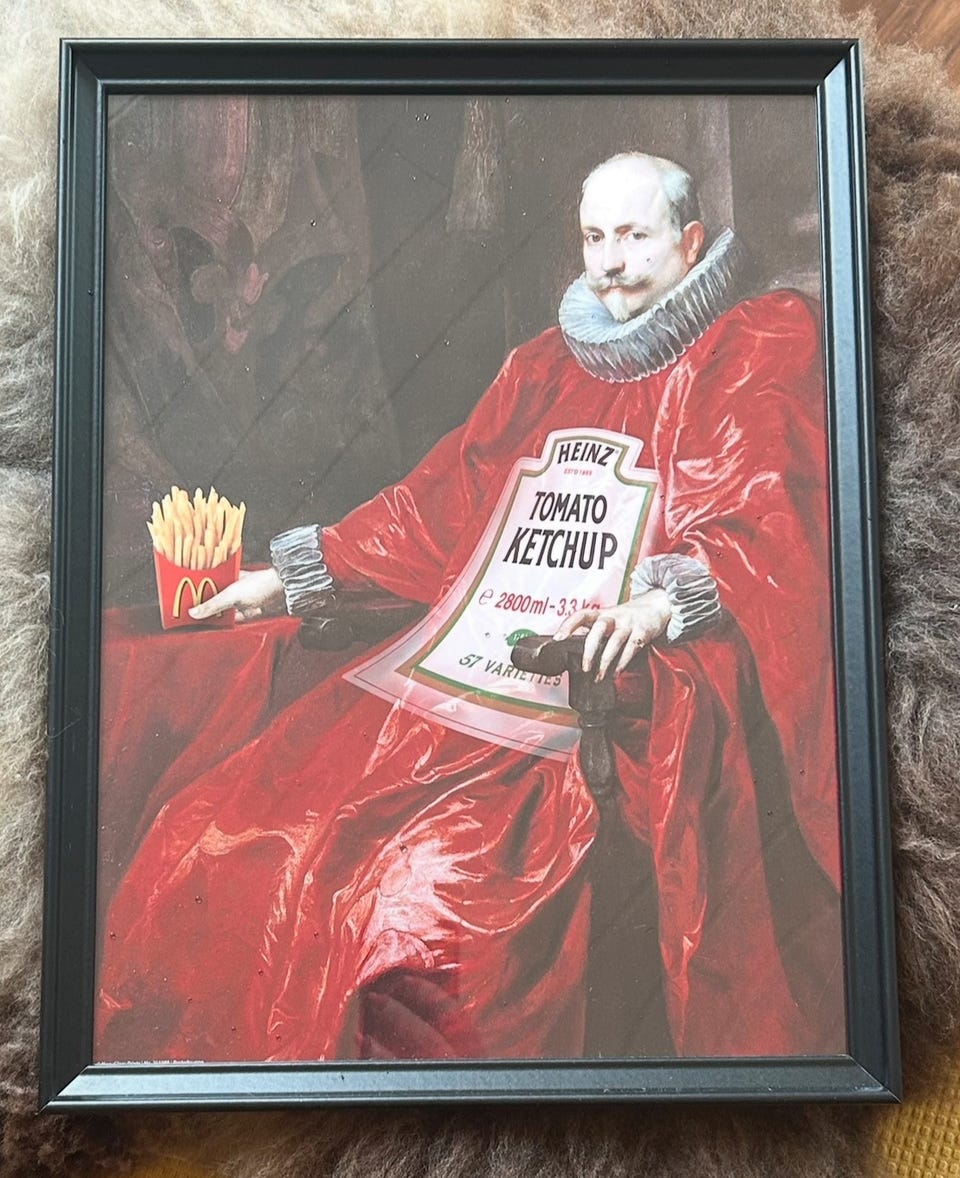 HEINZ
EST'D 1869
TOMATO
KETCHUP
e 2800ml-3.3 kg
57 VARIETIES